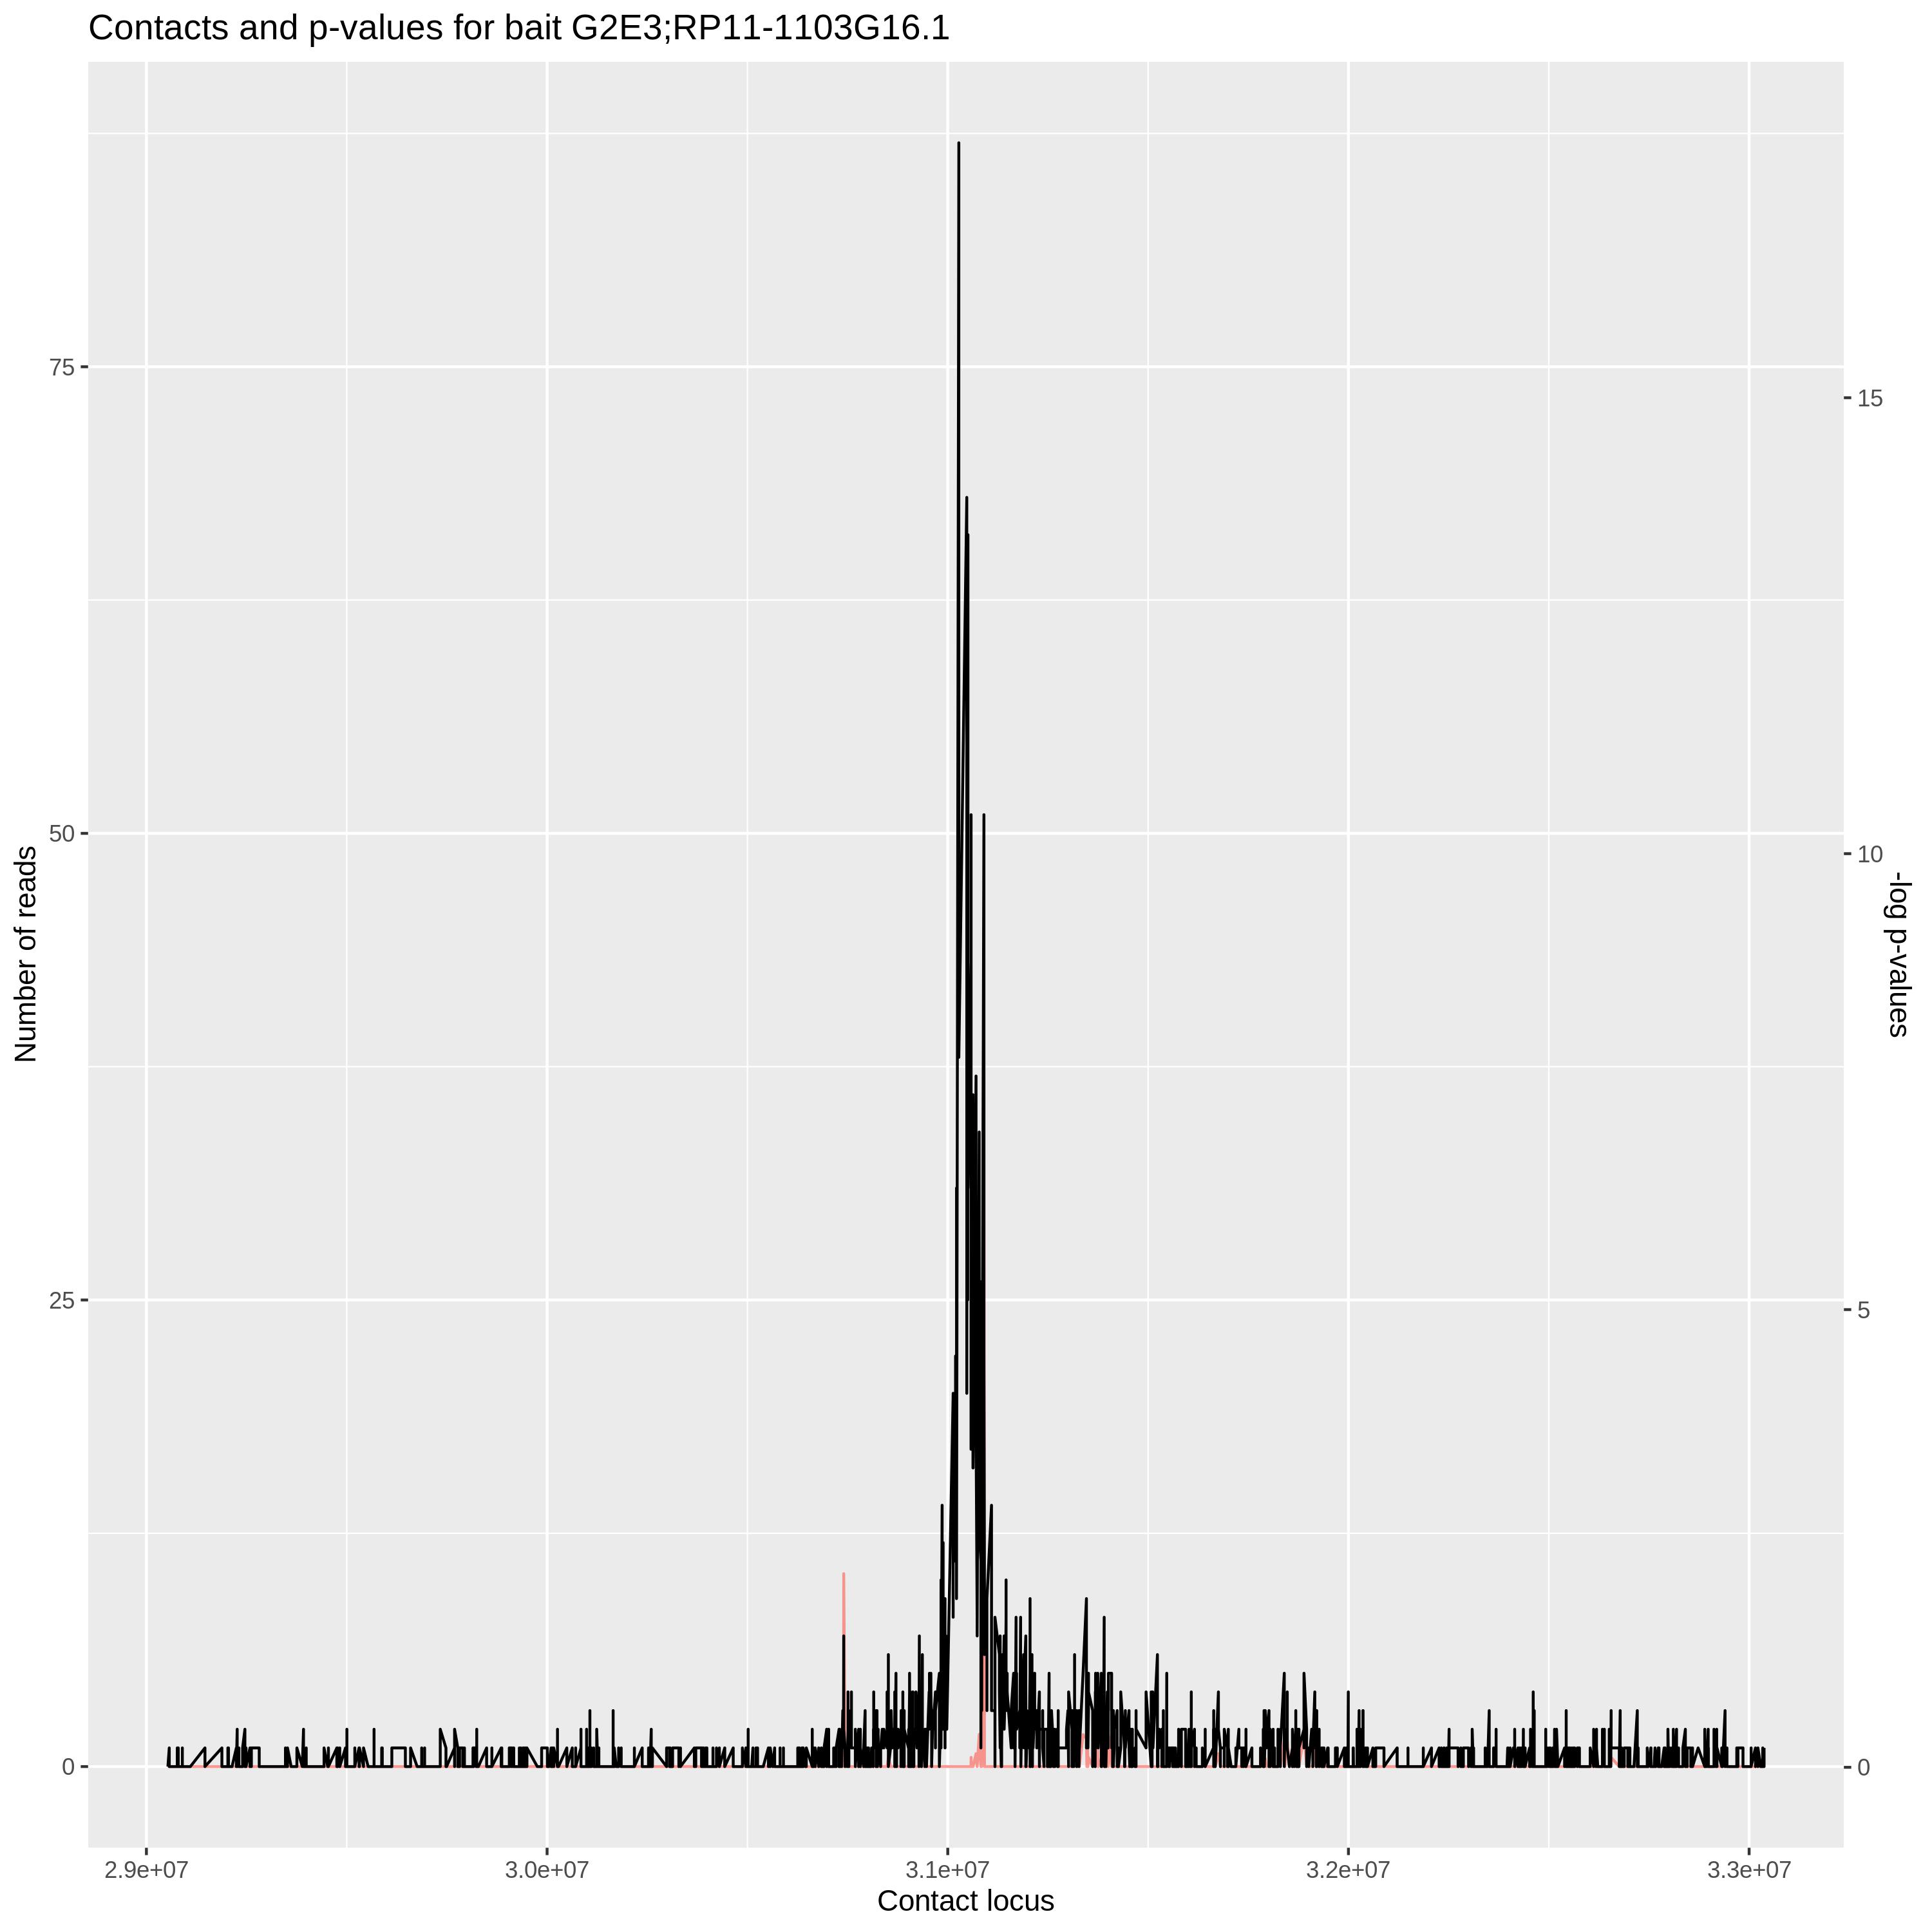 Contacts and p-values for bait G2E3;RP11-1103G16.1
75
50
25
0
Number of reads
15
10
5
0
-log p-values
2.9e+07 3.0e+07 3.1e+07 3.2e+07 3.3e+07
Contact locus